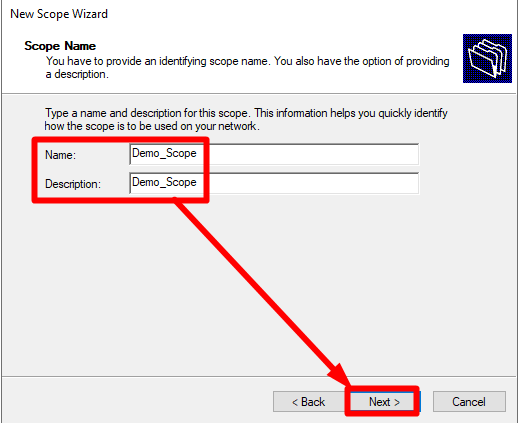 New Scope Wizard
Scope Name
You have to provide an identifying scope name. You also have the option of providing
a description.
Type a name and description for this scope. This information helps you quickly identify
how the scope is to be used on your network.
Name: Demo_Scope
Description: Demo_Scope
< Back Next > Cancel